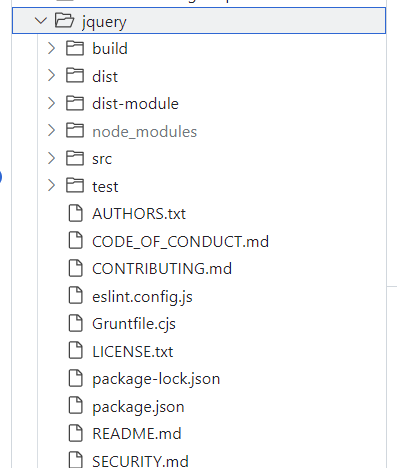 jquery
build
dist
dist-module
node_modules
src
test
AUTHORS.txt
CODE_OF_CONDUCT.md
CONTRIBUTING.md
eslint.config.js
Gruntfile.cjs
LICENSE.txt
package-lock.json
package.json
README.md
SECURITY.md